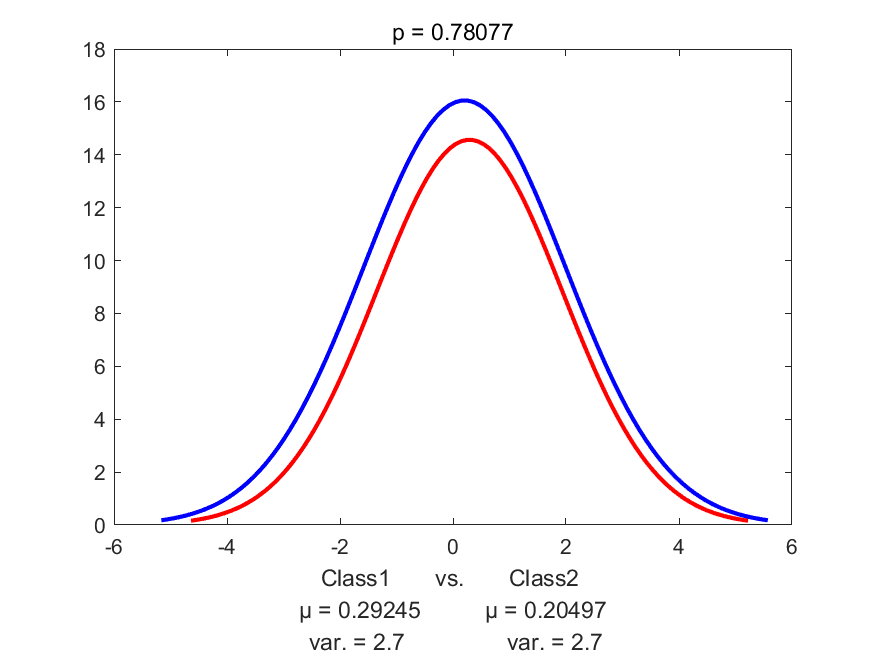 p = 0.78077
18
16
14
12
10
8
6
4
2
0
-6 -4 -2 0 2 4 6
Class1 vs. Class2
μ = 0.29245 μ = 0.20497
var. = 2.7 var. = 2.7